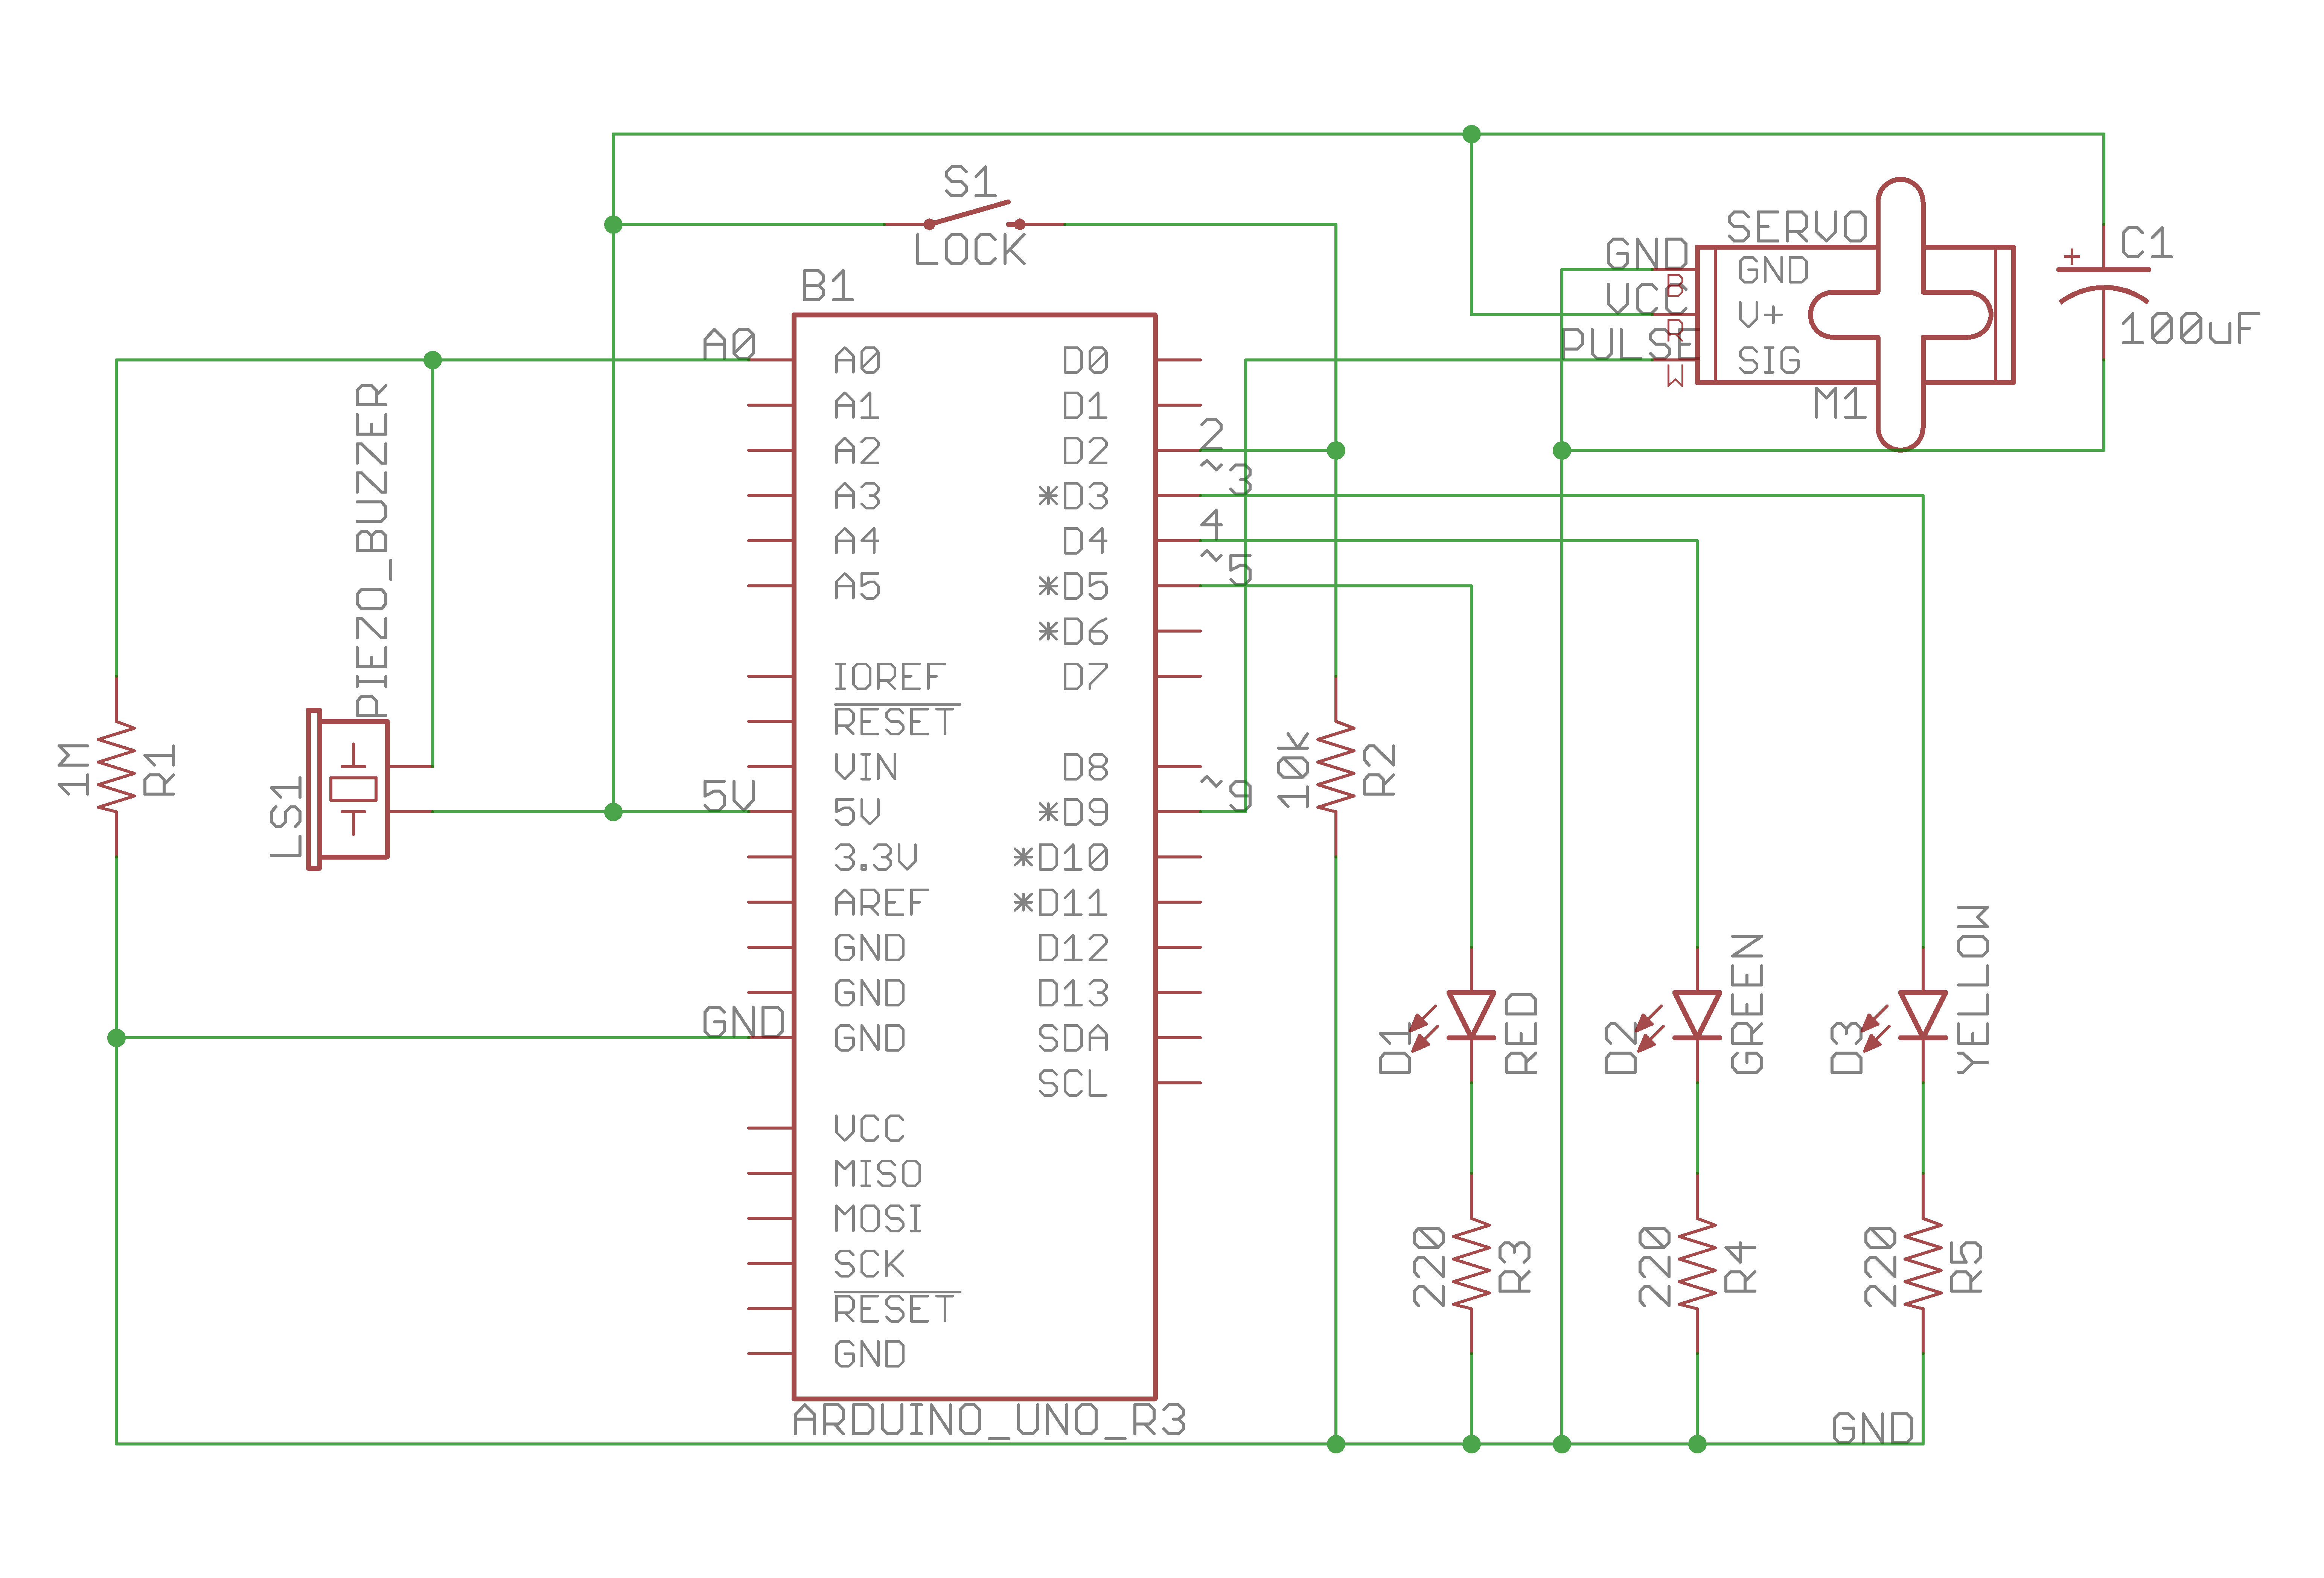 S1
LOCK
B1
SERVO
GND
VCC
PULSE
B
R
W
GND
V+
SIG
M1
C1
+
100uF
A0
5V
GND
A0
A1
A2
A3
A4
A5
IOREF
RESET
VIN
5V
3.3V
AREF
GND
GND
GND
VCC
MISO
MOSI
SCK
RESET
GND
D0
D1
D2
*D3
D4
*D5
*D6
D7
D8
*D9
*D10
*D11
D12
D13
SDA
SCL
2
~3
4
~5
~9
ARDUINO_UNO_R3
PIEZO_BUZZER
LS1
1M
R1
10k
R2
D1
RED
D2
GREEN
D3
YELLOW
220
R3
220
R4
220
R5
GND